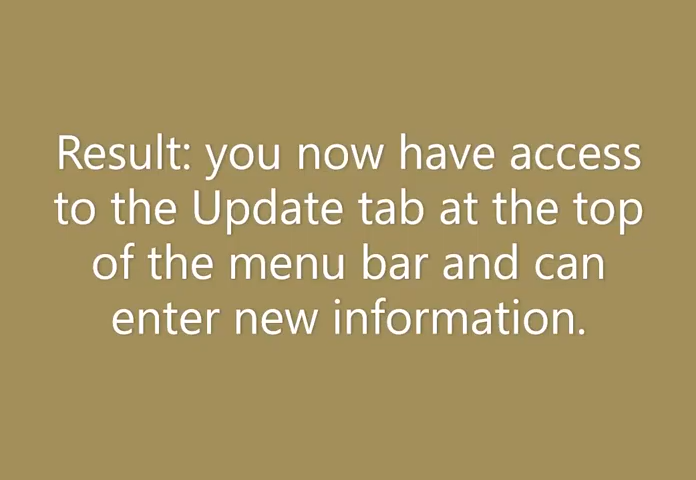 Result: you now have access
to the Update tab at the top
of the menu bar and can
enter new information.